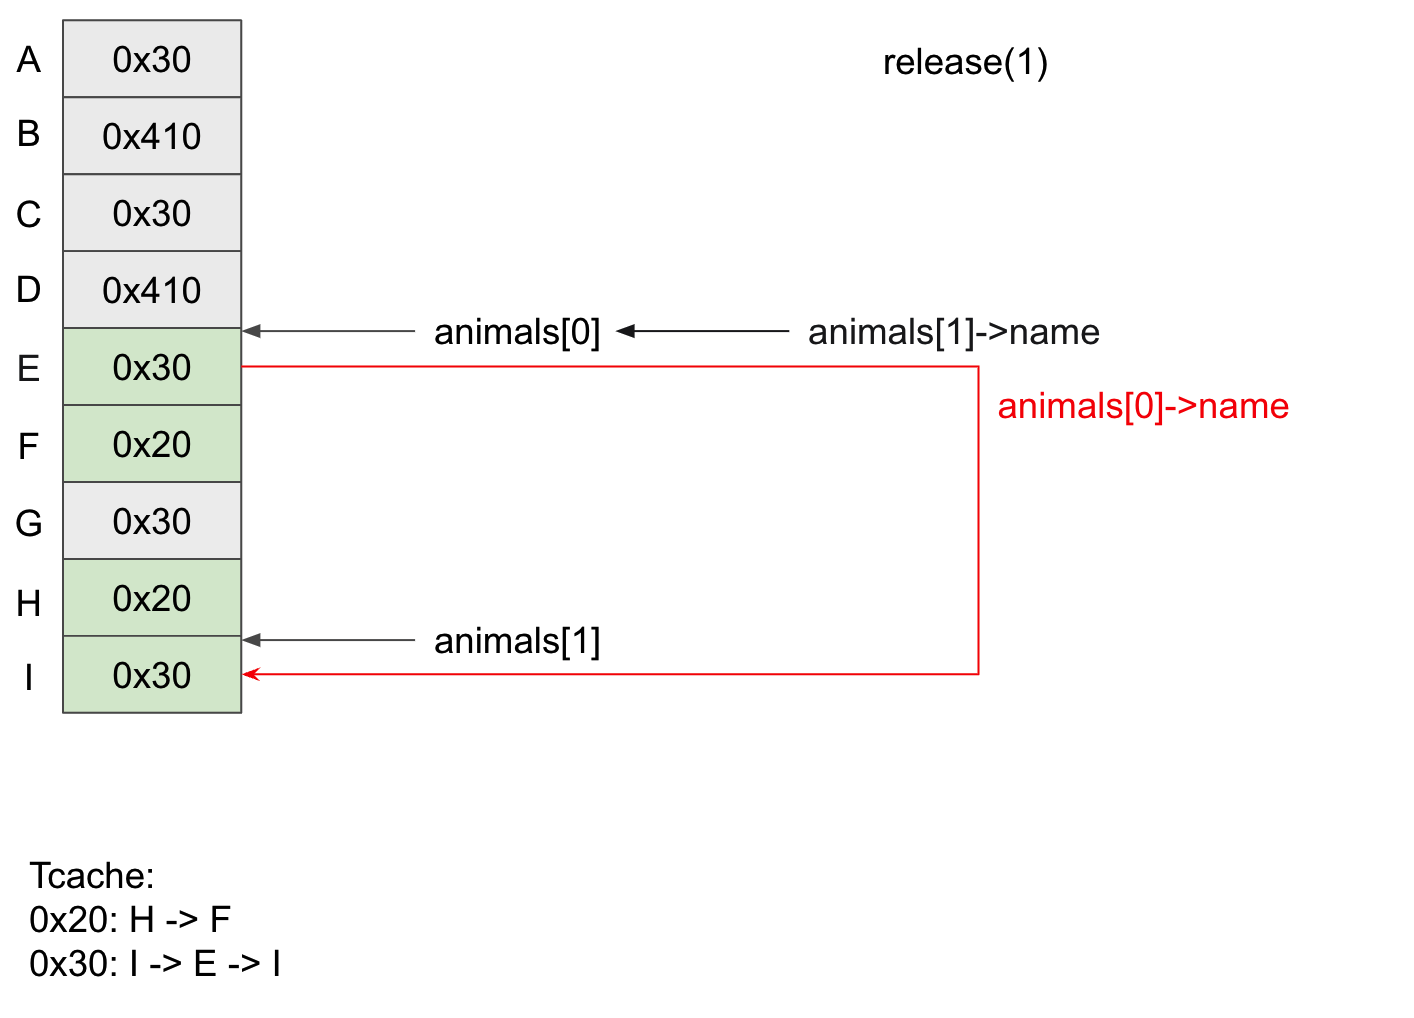 release(1)
A 0x30
B 0x410
C 0x30
D 0x410
animals[0] animals[1]->name
E 0x30
animals[0]->name
F 0x20
G 0x30
H 0x20
animals[1]
I 0x30
Tcache:
0x20: H -> F
0x30: I -> E -> I